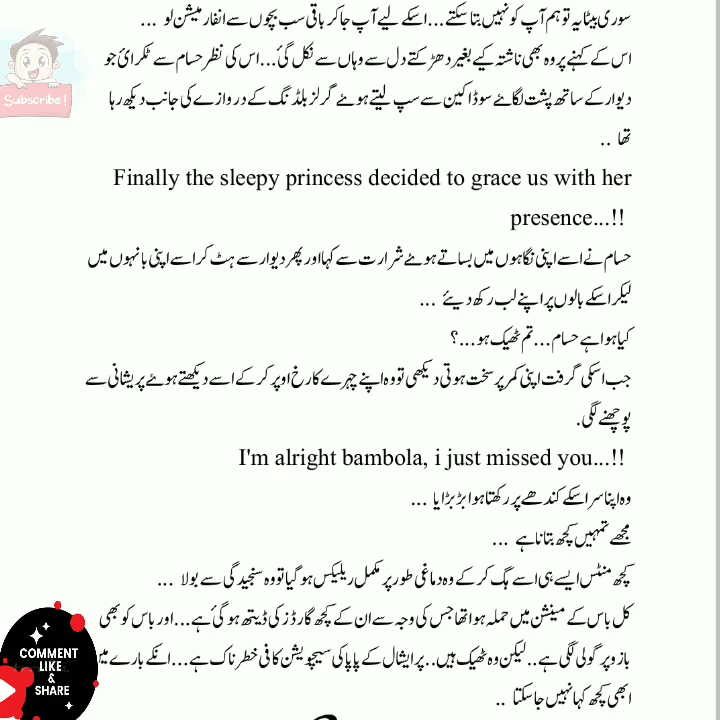 سوری بیٹا یہ تو ہم آپ کو نہیں بتا سکتے...اسکے لیے آپ جا کر باقی سب بچوں سے انفارمیشن لو ...
اس کے کہنے پر وہ بھی ناشتہ کیے بغیر دھڑکتے دل سے وہاں سے نکل گئ...اس کی نظر حسام سے ٹکرائ جو
دیوار کے ساتھ پشت لگائے سوڈا کین سے سپ لیتے ہوئے گرلز بلڈنگ کے دروازے کی جانب دیکھ رہا
تھا ..
Finally the sleepy princess decided to grace us with her
presence...!!
حسام نے اسے اپنی نگاہوں میں بساتے ہوئے شرارت سے کہا اور پھر دیوار سے ہٹ کر اسے اپنی بانہوں میں
لیکر اسکے بالوں پر اپنے لب رکھ دیئے ...
کیا ہوا ہے حسام...تم ٹھیک ہو...؟
جب اسکی گرفت اپنی کمر پر سخت ہوتی دیکھی تو وہ اپنے چہرے کا رخ اوپر کر کے اسے دیکھتے ہوئے پریشانی سے
پوچھنے لگی.
I'm alright bambola, i just missed you...!!
وہ اپنا سر اسکے کندھے پر رکھتا ہوا بڑبڑایا ...
مجھے تمہیں کچھ بتانا ہے ...
کچھ منٹس ایسے ہی اسے ہگ کر کے وہ دماغی طور پر مکمل ریلیکس ہو گیا تو وہ سنجیدگی سے بولا ...
کل باس کے مینشن میں حملہ ہوا تھا جس کی وجہ سے ان کے کچھ گارڈز کی ڈیتھ ہو گئ ہے...اور باس کو بھی
بازو پر گولی لگی ہے..لیکن وہ ٹھیک ہیں..پر ایشال کے پاپا کی سیچویشن کافی خطرناک ہے...انکے بارے میں
ابھی کچھ کہا نہیں جا سکتا ..
Subscribe!
COMMENT
LIKE
&
SHARE